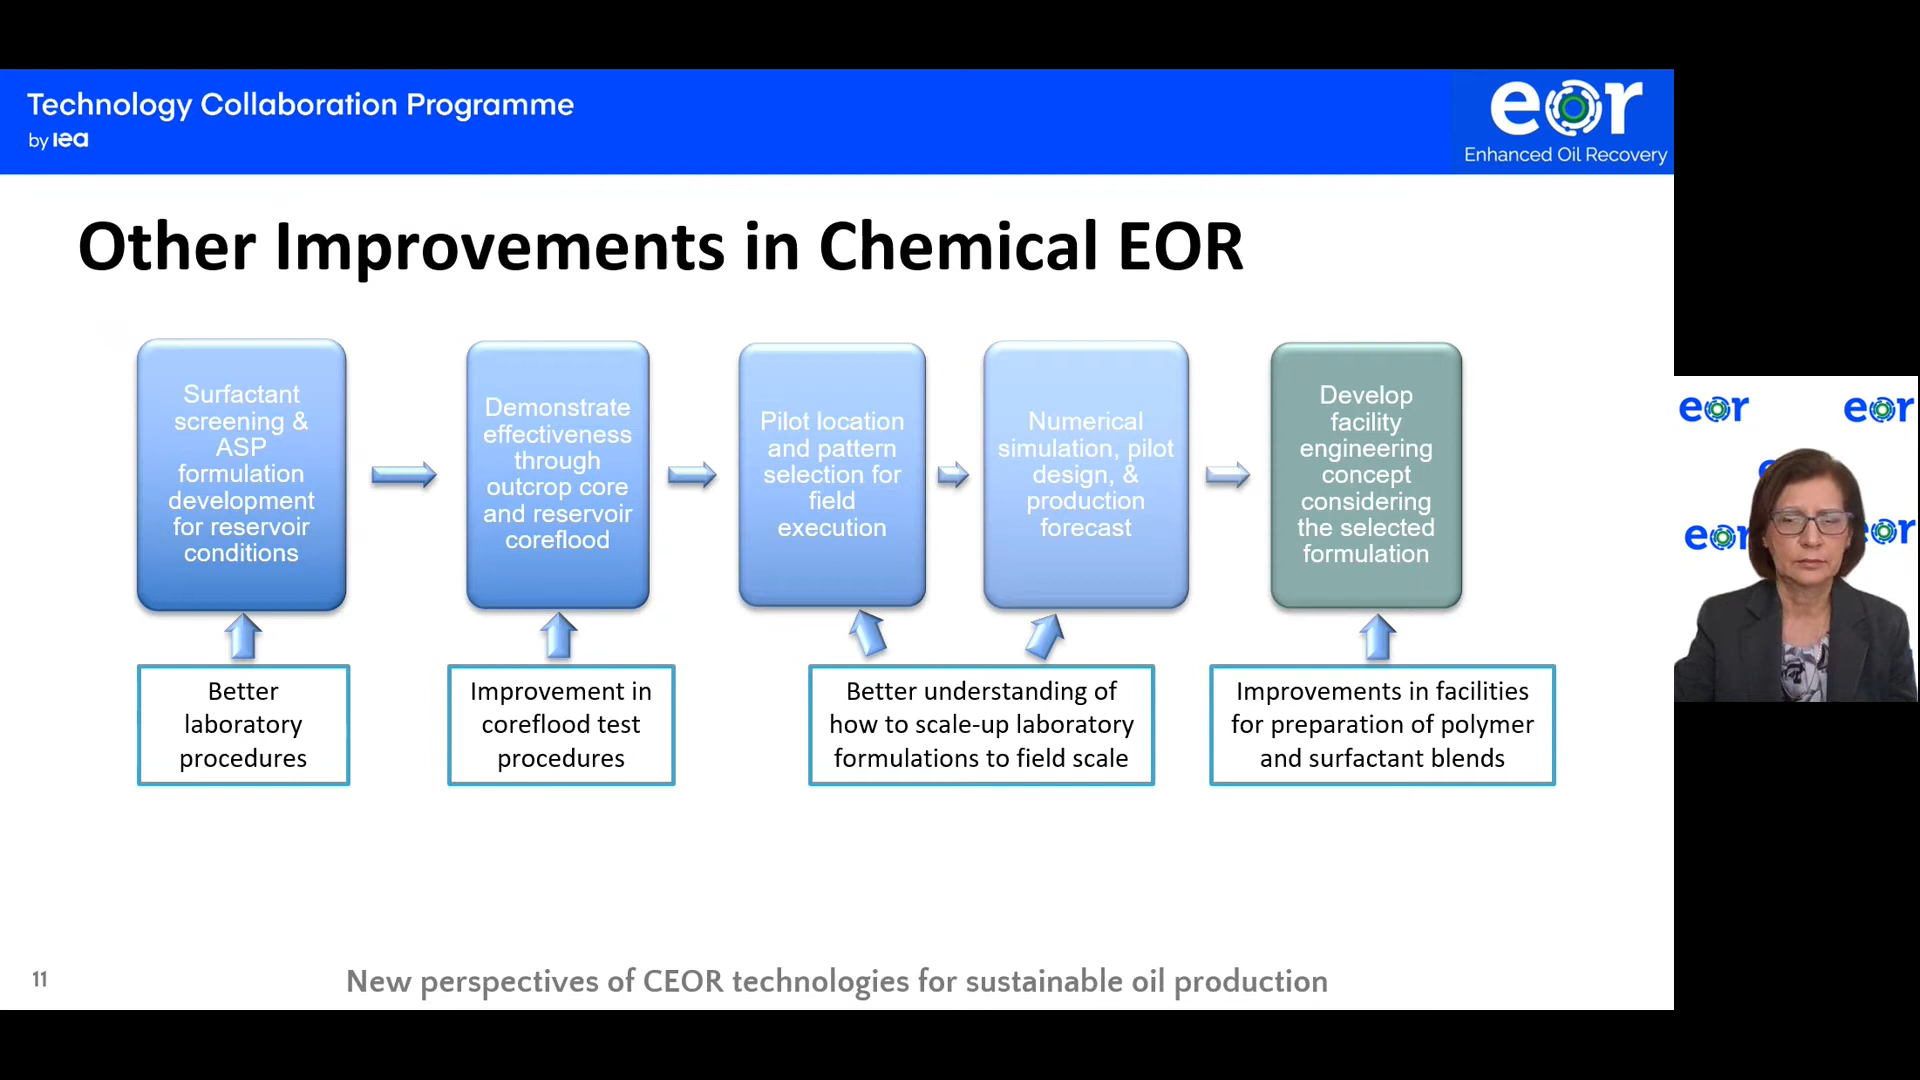 Technology Collaboration Programme
by iea
eor
Enhanced Oil Recovery
Other Improvements in Chemical EOR
Surfactant
screening &
ASP
formulation
development
for reservoir
conditions
Demonstrate
effectiveness
through
outcrop core
and reservoir
coreflood
Pilot location
and pattern
selection for
field
execution
Numerical
simulation, pilot
design, &
production
forecast
Develop
facility
engineering
concept
considering
the selected
formulation
Better
laboratory
procedures
Improvement in
coreflood test
procedures
Better understanding of
how to scale-up laboratory
formulations to field scale
Improvements in facilities
for preparation of polymer
and surfactant blends
11
New perspectives of CEOR technologies for sustainable oil production
eor
eor
eor
eor